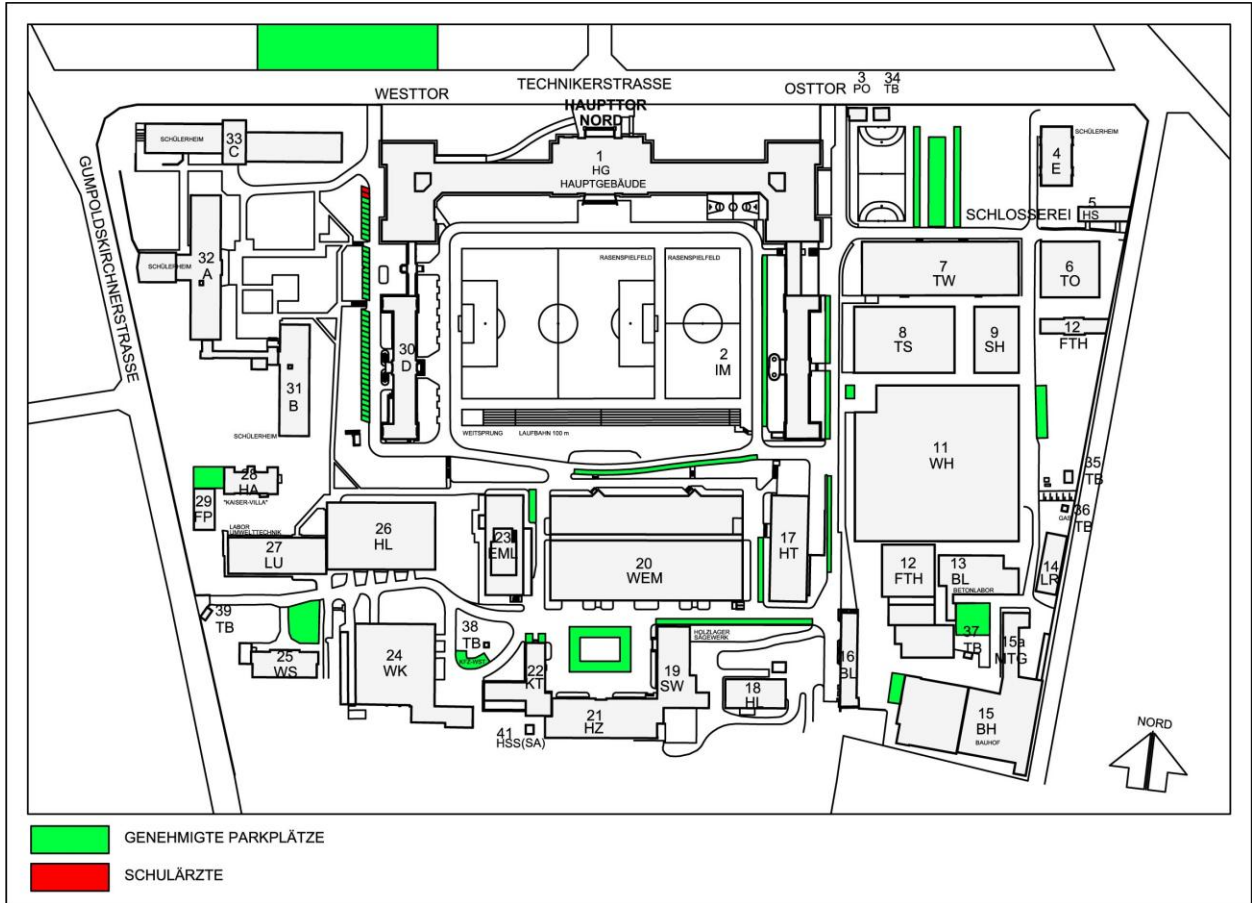 TECHNIKERSTRASSE
WESTTOR
HAUPTTOR
NORD
OSTTOR
3
PO
34
TB
GUMPOLDSKIRCHNERSTRASSE
SCHÜLERHEIM
33
C
1
HG
HAUPTGEBÄUDE
SCHÜLERHEIM
4
E
SCHLOSSEREI
5
HS
SCHÜLERHEIM
32
A
RASENSPIELFELD
RASENSPIELFELD
7
TW
6
TO
30
D
2
IM
8
TS
9
SH
12
FTH
31
B
SCHÜLERHEIM
WEITSPRUNG
LAUFBAHN 100 m
11
WH
28
HA
"KAISER-VILLA"
29
FP
35
TB
GAS
36
TB
LABOR
UMWELTTECHNIK
27
LU
26
HL
23
EML
20
WEM
17
HT
12
FTH
13
BL
BETONLABOR
14
LR
39
TB
25
WS
24
WK
38
TB
KFZ-WST.
22
KT
HOLZLAGER
SÄGEWERK
19
SW
18
HL
16
BL
37
TB
15a
MTG
41
HSS(SA)
21
HZ
15
BH
BAUHOF
NORD
GENEHMIGTE PARKPLÄTZE
SCHULÄRZTE